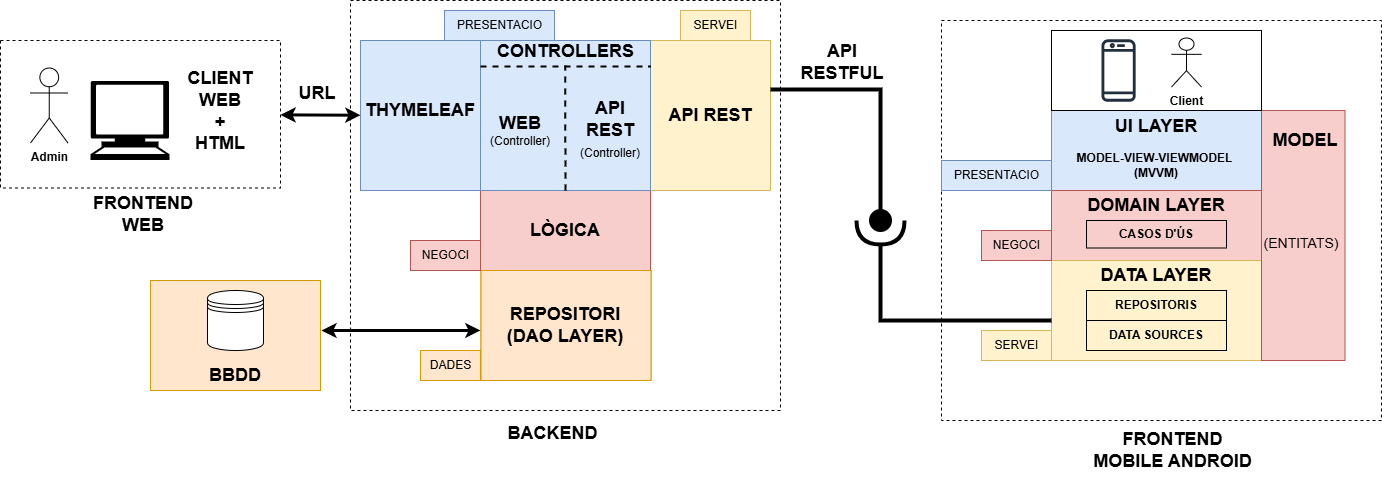 Admin
CLIENT
WEB
+
HTML
FRONTEND
WEB
URL
PRESENTACIO
SERVEI
THYMELEAF
CONTROLLERS
WEB
(Controller)
API
REST
(Controller)
API REST
LÒGICA
NEGOCI
REPOSITORI
(DAO LAYER)
DADES
BBDD
BACKEND
API
RESTFUL
Client
UI LAYER
MODEL-VIEW-VIEWMODEL
(MVVM)
PRESENTACIO
DOMAIN LAYER
CASOS D'ÚS
NEGOCI
DATA LAYER
REPOSITORIS
DATA SOURCES
SERVEI
MODEL
(ENTITATS)
FRONTEND
MOBILE ANDROID